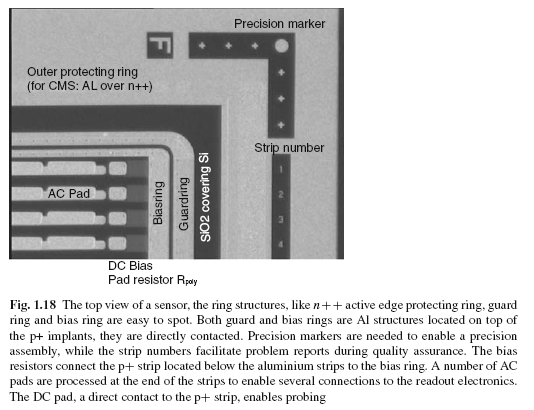 Precision marker
F
Outer protecting ring
(for CMS: AL over n++)
Strip number
1
AC Pad
2
3
4
Biasring
Guardring
SiO2 covering Si
DC Bias
Pad resistor Rpoly
Fig. 1.18 The top view of a sensor, the ring structures, like n++ active edge protecting ring, guard
ring and bias ring are easy to spot. Both guard and bias rings are Al structures located on top of
the p+ implants, they are directly contacted. Precision markers are needed to enable a precision
assembly, while the strip numbers facilitate problem reports during quality assurance. The bias
resistors connect the p+ strip located below the aluminium strips to the bias ring. A number of AC
pads are processed at the end of the strips to enable several connections to the readout electronics.
The DC pad, a direct contact to the p+ strip, enables probing